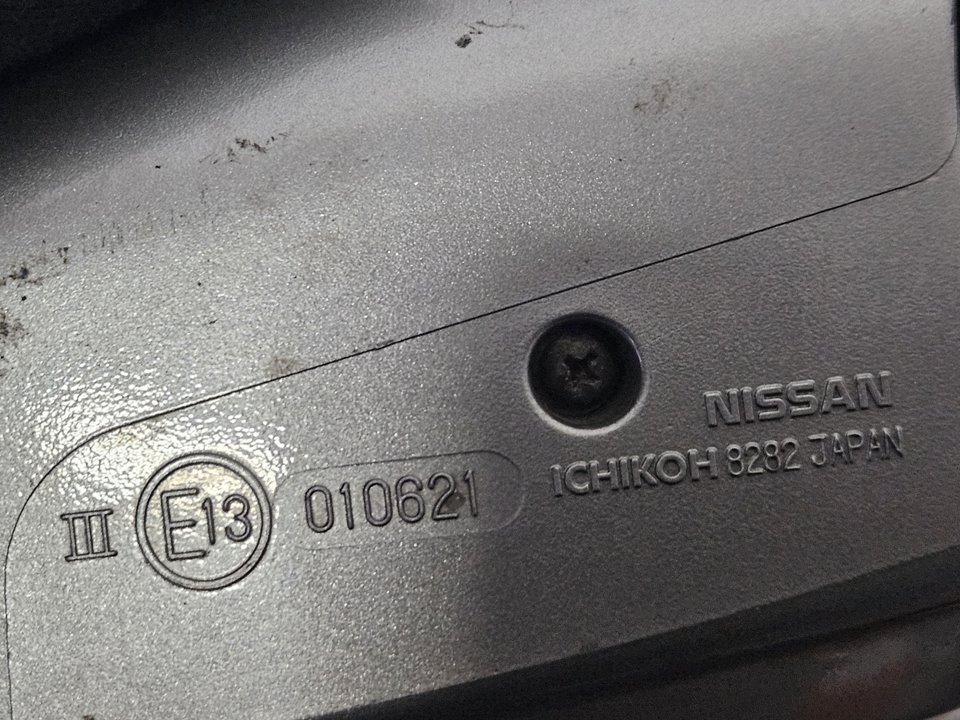 NISSAN
ICHIKOH 8282 JAPAN
III E13 010621